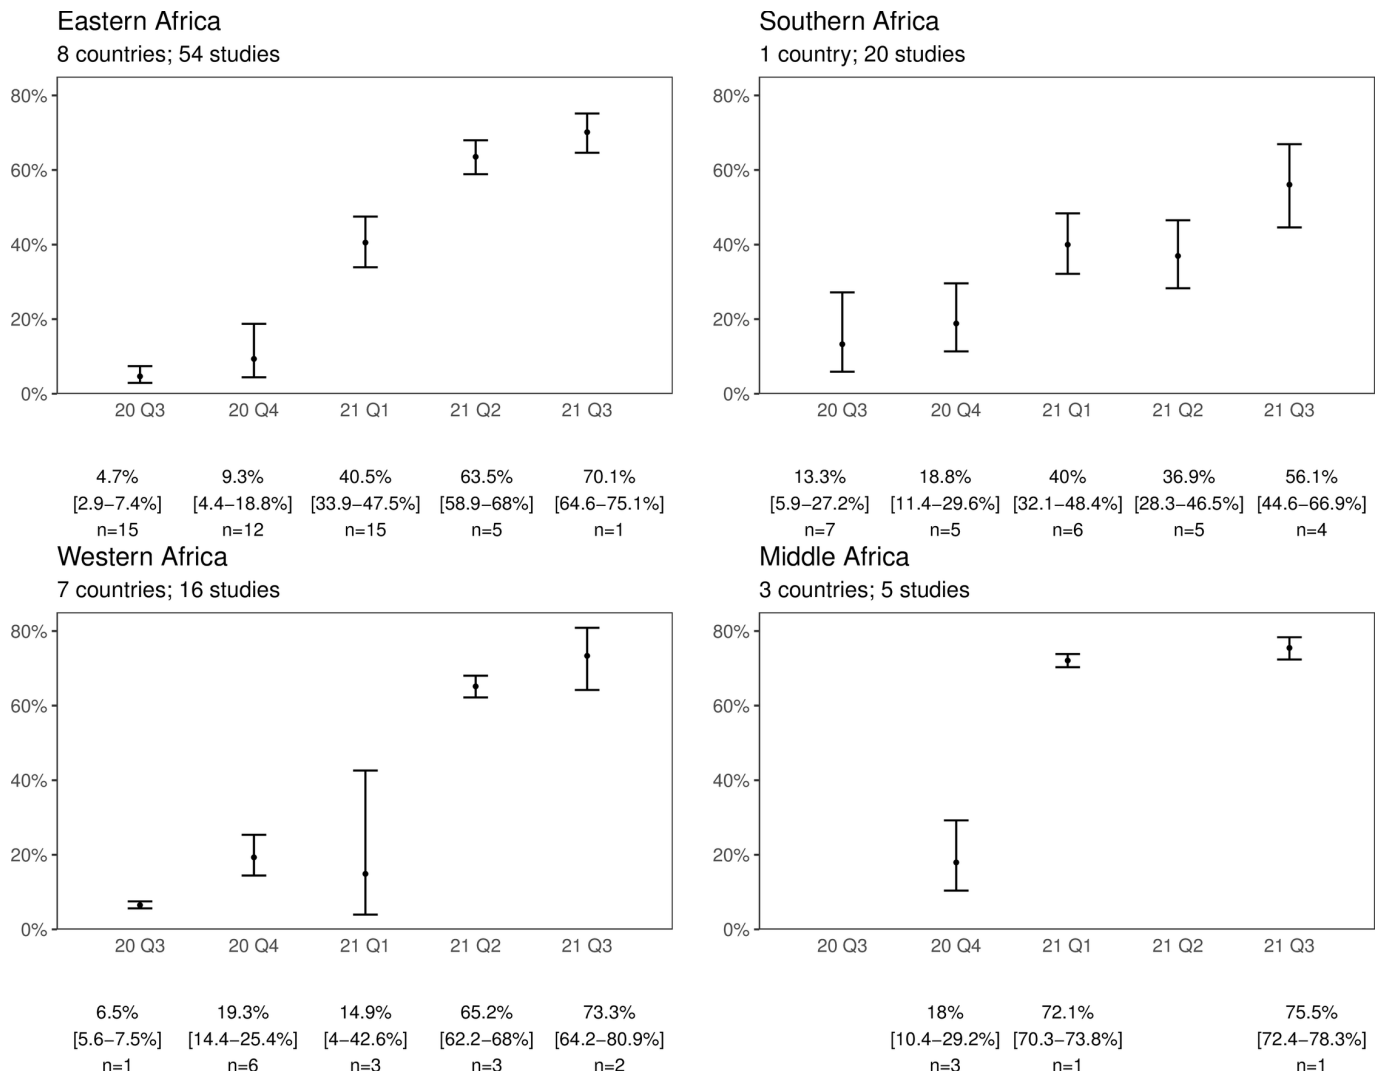 Eastern Africa
8 countries; 54 studies
80%
60%
40%
20%
0%
20 Q3 20 Q4 21 Q1 21 Q2 21 Q3
4.7% 9.3% 40.5% 63.5% 70.1%
[2.9–7.4%] [4.4–18.8%] [33.9–47.5%] [58.9–68%] [64.6–75.1%]
n=15 n=12 n=15 n=5 n=1
Southern Africa
1 country; 20 studies
80%
60%
40%
20%
0%
20 Q3 20 Q4 21 Q1 21 Q2 21 Q3
13.3% 18.8% 40% 36.9% 56.1%
[5.9–27.2%] [11.4–29.6%] [32.1–48.4%] [28.3–46.5%] [44.6–66.9%]
n=7 n=5 n=6 n=5 n=4
Western Africa
7 countries; 16 studies
80%
60%
40%
20%
0%
20 Q3 20 Q4 21 Q1 21 Q2 21 Q3
6.5% 19.3% 14.9% 65.2% 73.3%
[5.6–7.5%] [14.4–25.4%] [4–42.6%] [62.2–68%] [64.2–80.9%]
n=1 n=6 n=3 n=3 n=2
Middle Africa
3 countries; 5 studies
80%
60%
40%
20%
0%
20 Q3 20 Q4 21 Q1 21 Q2 21 Q3
18% 72.1% 75.5%
[10.4–29.2%] [70.3–73.8%] [72.4–78.3%]
n=3 n=1 n=1